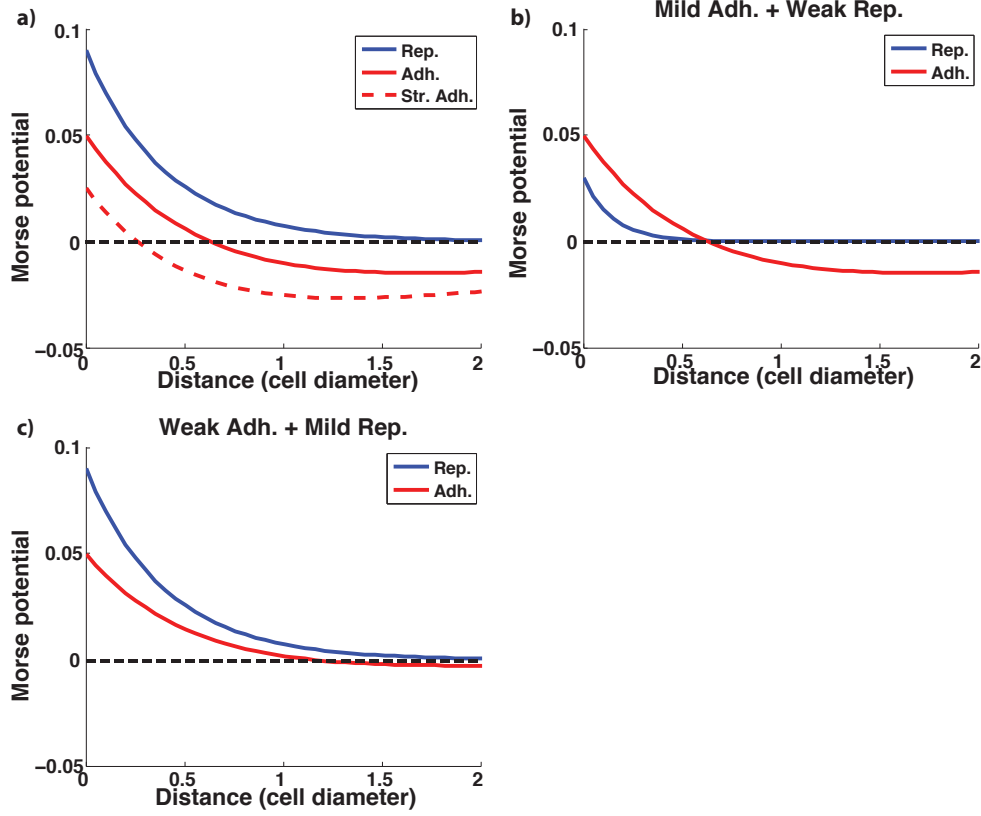 a)
0.1
0.05
0
−0.05
Morse potential
Rep.
Adh.
Str. Adh.
0
0.5
1
1.5
2
Distance (cell diameter)
b)
Mild Adh. + Weak Rep.
0.1
0.05
0
−0.05
Morse potential
Rep.
Adh.
0
0.5
1
1.5
2
Distance (cell diameter)
c)
Weak Adh. + Mild Rep.
0.1
0.05
0
−0.05
Morse potential
Rep.
Adh.
0
0.5
1
1.5
2
Distance (cell diameter)